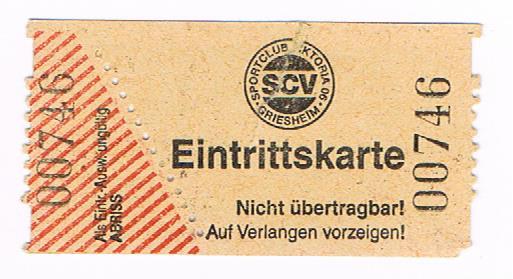 00746
Als Eintr.-Ausw. ungültig
ABRISS
SPORTCLUB VIKTORIA 06
SCV
GRIESHEIM
Eintrittskarte
Nicht übertragbar!
Auf Verlangen vorzeigen!
00746